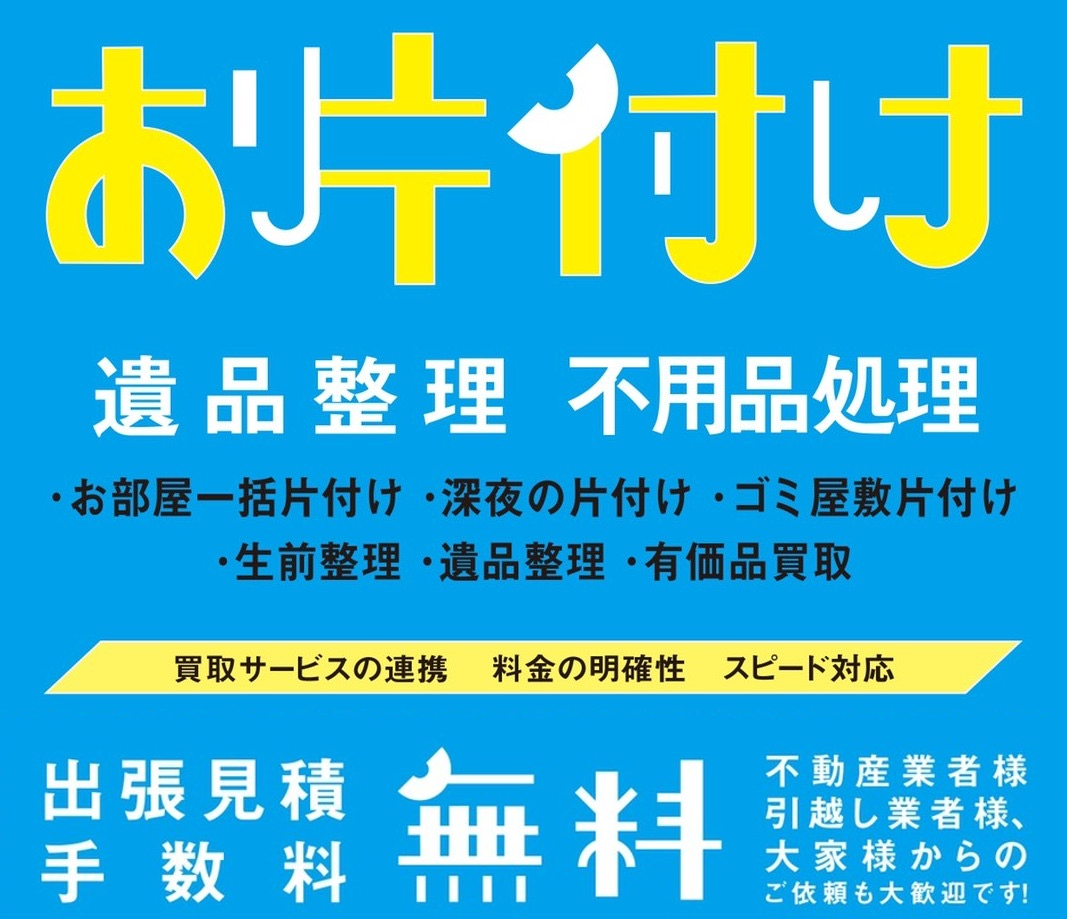 お片付け
遺品整理 不用品処理
・お部屋一括片付け ・深夜の片付け ・ゴミ屋敷片付け
・生前整理 ・遺品整理 ・有価品買取
買取サービスの連携 料金の明確性 スピード対応
出張見積
手数料
無料
不動産業者様
引越し業者様、
大家様からの
ご依頼も大歓迎です!